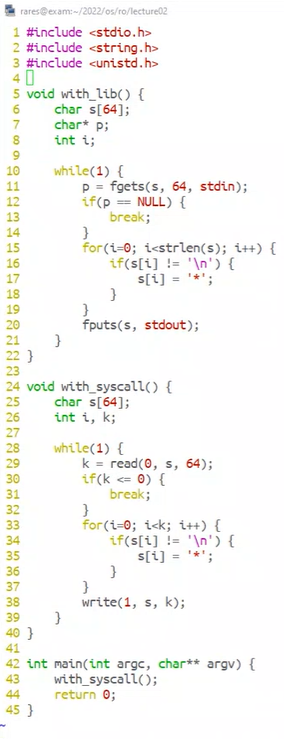 rares@exam:~/2022/os/ro/lecture02
1 #include <stdio.h>
2 #include <string.h>
3 #include <unistd.h>
4
5 void with_lib() {
6     char s[64];
7     char* p;
8     int i;
9
10     while(1) {
11         p = fgets(s, 64, stdin);
12         if(p == NULL) {
13             break;
14         }
15         for(i=0; i<strlen(s); i++) {
16             if(s[i] != '\n') {
17                 s[i] = '*';
18             }
19         }
20         fputs(s, stdout);
21     }
22 }
23
24 void with_syscall() {
25     char s[64];
26     int i, k;
27
28     while(1) {
29         k = read(0, s, 64);
30         if(k <= 0) {
31             break;
32         }
33         for(i=0; i<k; i++) {
34             if(s[i] != '\n') {
35                 s[i] = '*';
36             }
37         }
38         write(1, s, k);
39     }
40 }
41
42 int main(int argc, char** argv) {
43     with_syscall();
44     return 0;
45 }
~